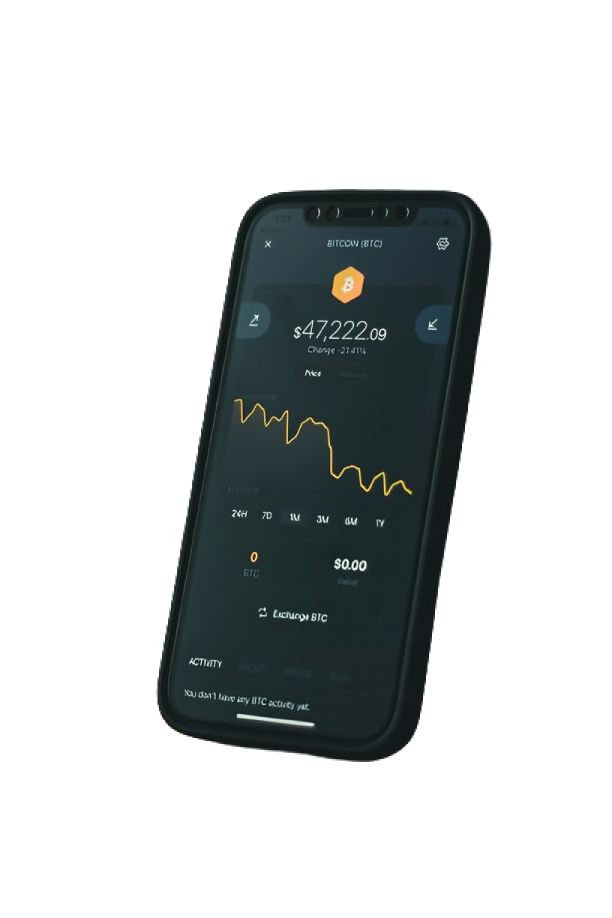 BITCOIN (BTC)
$47,222.09
Change -21.41%
Price
24H 7D 1M 3M 6M 1Y
0 $0.00
BTC
Exchange BTC
ACTIVITY ABOUT
You don't have any BTC activity yet.